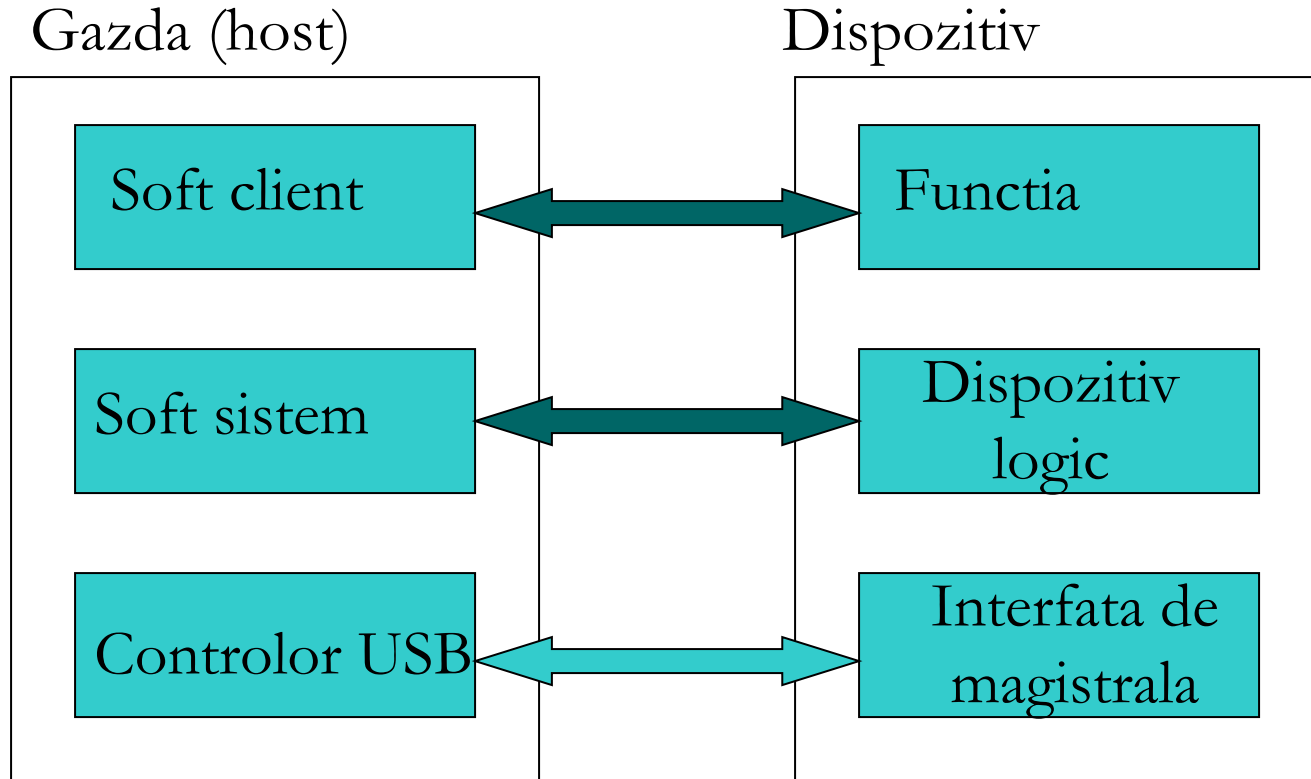 Gazda (host)
Dispozitiv
Soft client
Functia
Soft sistem
Dispozitiv
logic
Controlor USB
Interfata de
magistrala